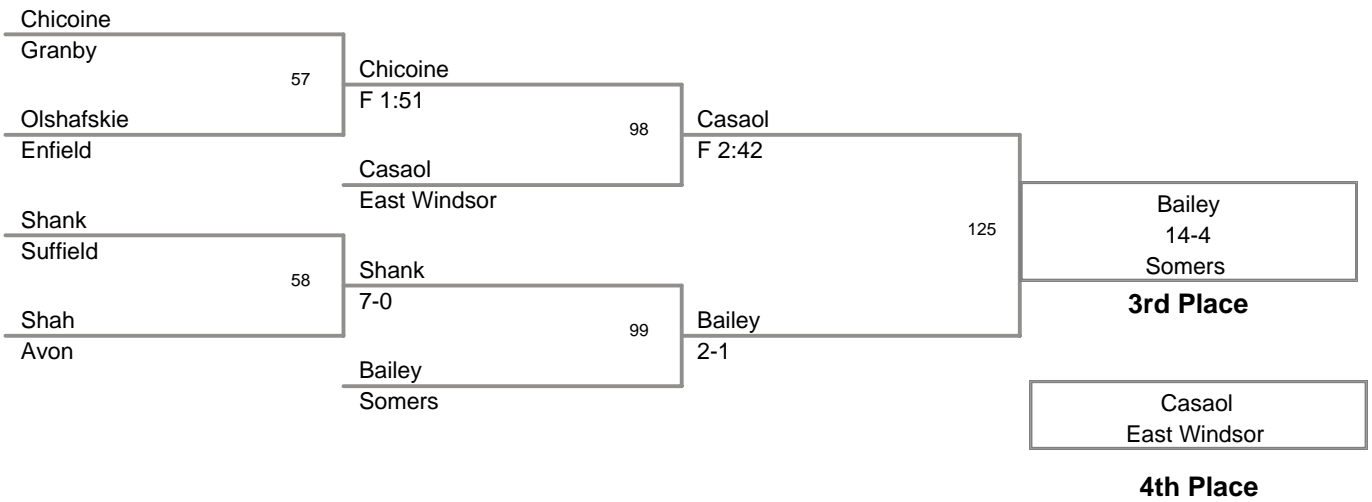 Chicoine
Granby
57
Olshafskie
Enfield
Chicoine
F 1:51
98
Casaol
East Windsor
Casaol
F 2:42
Shank
Suffield
58
Shah
Avon
Shank
7-0
99
Bailey
Somers
Bailey
2-1
125
Bailey
14-4
Somers
3rd Place
Casaol
East Windsor
4th Place